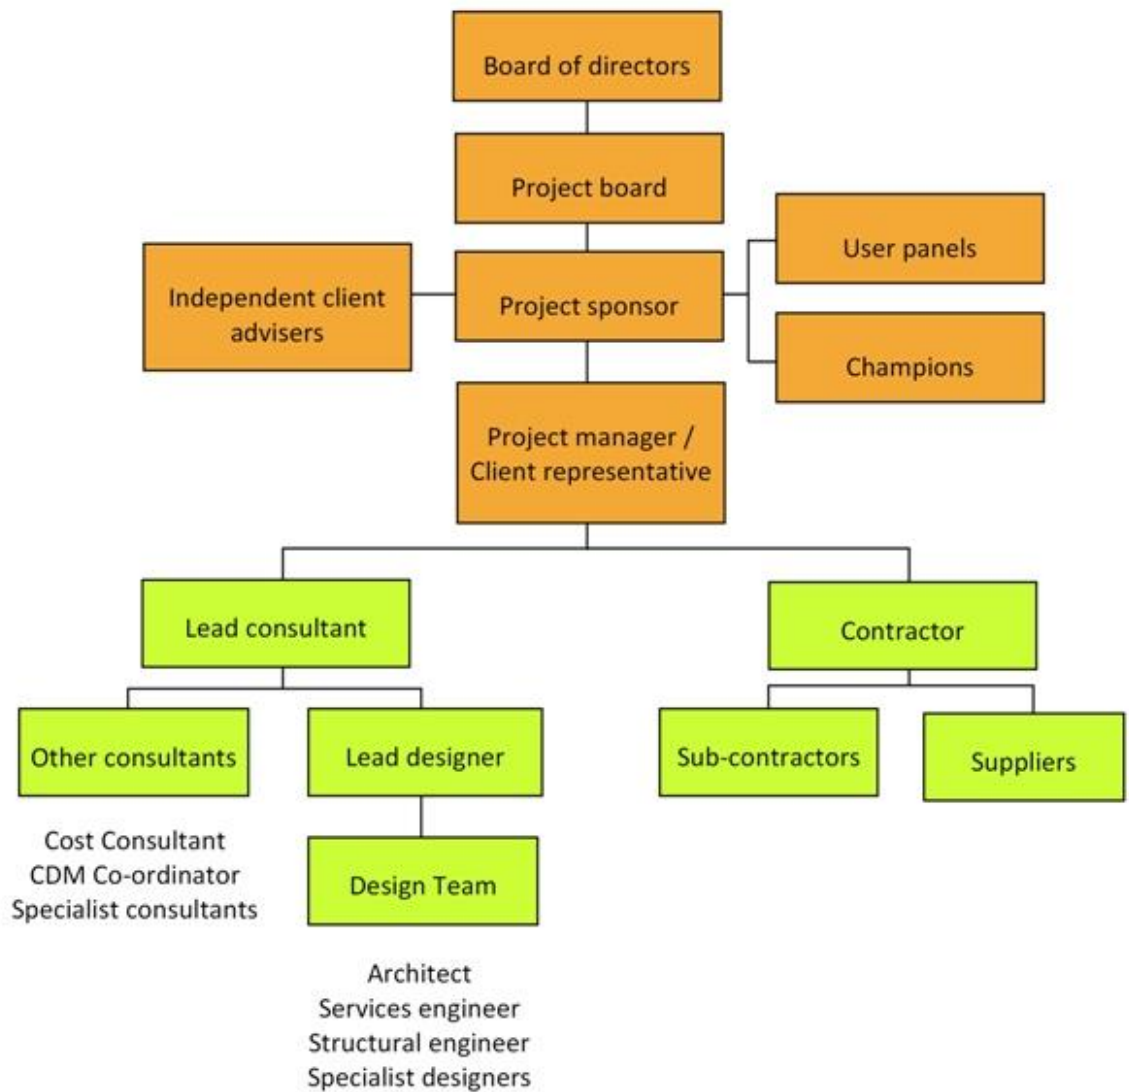 Board of directors
Project board
User panels
Independent client
advisers
Project sponsor
Champions
Project manager /
Client representative
Lead consultant
Contractor
Other consultants
Lead designer
Sub-contractors
Suppliers
Cost Consultant
CDM Co-ordinator
Specialist consultants
Design Team
Architect
Services engineer
Structural engineer
Specialist designers